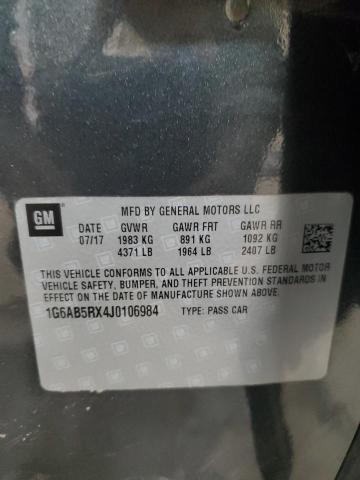 GM
MFD BY GENERAL MOTORS LLC
DATE GVWR GAWR FRT GAWR RR
07/17 1983 KG 891 KG 1092 KG
4371 LB 1964 LB 2407 LB
THIS VEHICLE CONFORMS TO ALL APPLICABLE U.S. FEDERAL MOTOR
VEHICLE SAFETY, BUMPER, AND THEFT PREVENTION STANDARDS
IN EFFECT ON THE DATE OF MANUFACTURE SHOWN ABOVE.
1G6AB5RX4J0106984 TYPE: PASS CAR